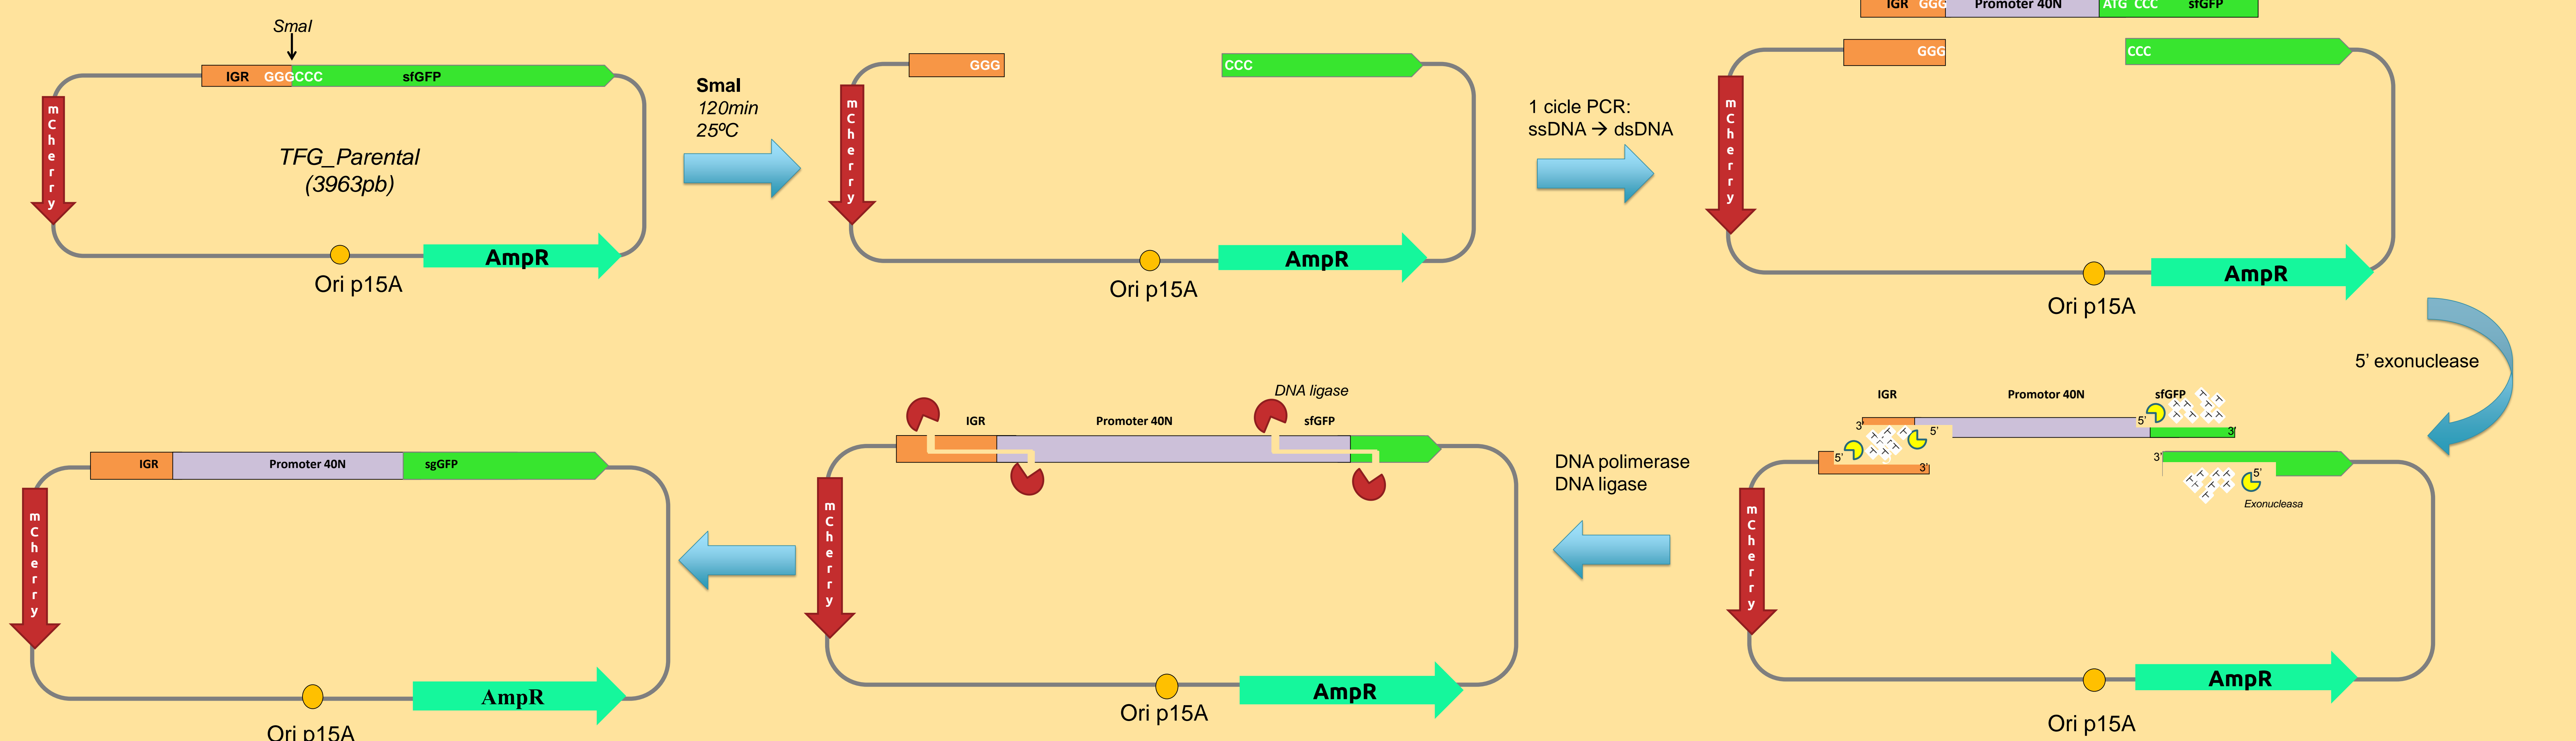 SmaI
IGR GGGCCC sfGFP
mCherry
TFG_Parental
(3963pb)
AmpR
Ori p15A
SmaI
120min
25ºC
GGG
CCC
mCherry
AmpR
Ori p15A
1 cicle PCR:
ssDNA → dsDNA
IGR GGG Promoter 40N ATG CCC sfGFP
GGG
CCC
mCherry
AmpR
Ori p15A
5’ exonuclease
IGR Promoter 40N sfGFP
5’
3’ 5’ 3’
T T T T T T T T T
5’ 3’ 3’ 5’
Exonucleasa
mCherry
AmpR
Ori p15A
DNA polimerase
DNA ligase
DNA ligase
IGR Promoter 40N sfGFP
mCherry
AmpR
Ori p15A
IGR Promoter 40N sgGFP
mCherry
AmpR
Ori p15A